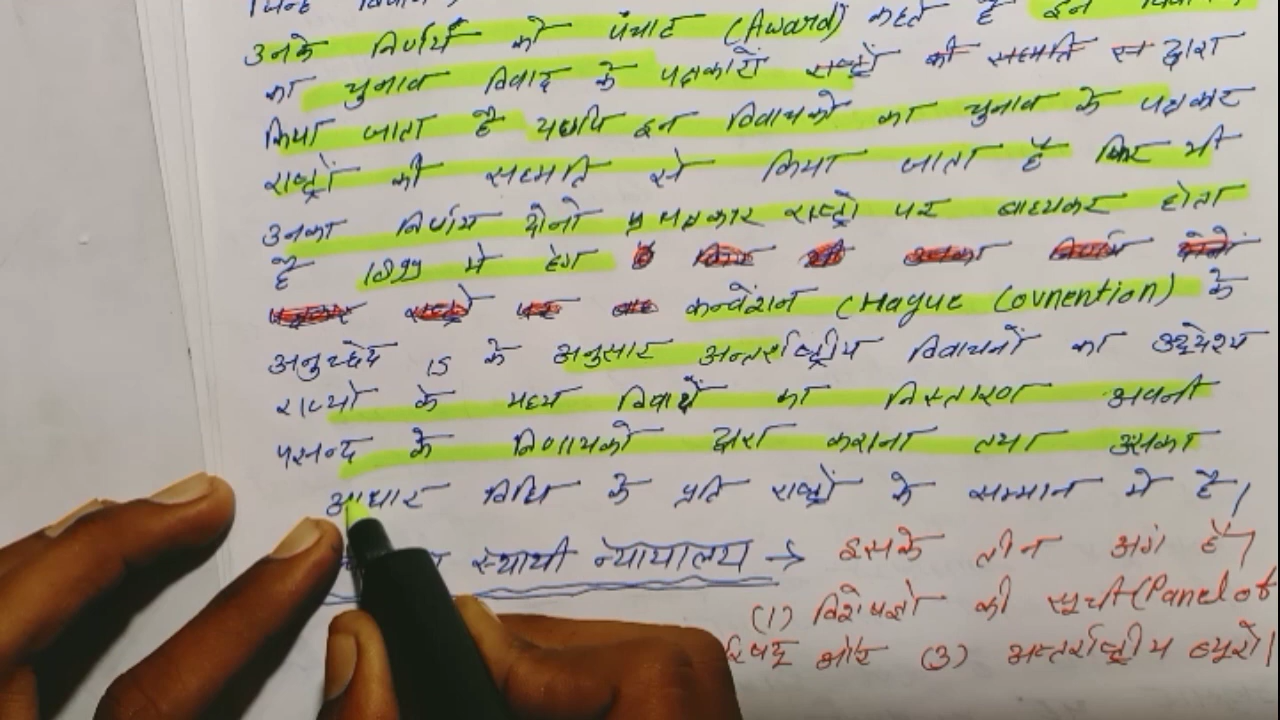 उनके निर्णयों को पंचाट (Award) कहते है इन
का चुनाव विवाद के पक्षकारों राष्ट्रों की सहमति स द्वारा
किया जाता है यद्यपि इन विवाचको का चुनाव के पक्षकार
राष्ट्रों की सहमति से किया जाता है फिर भी
उनका निर्णय दोनो पक्षकार राष्ट्रो पर बाध्यकर होता
है 1899 मे हेग
कन्वेंशन (Hague Covnention) के
अनुच्छेद 15 के अनुसार अन्तर्राष्ट्रीय विवाचनों का उद्देश्य
राज्यो के मध्य विवादों का निस्तारण अपनी
पसन्द के निर्णायको द्वारा कराना तथा उसका
आधार विधि के प्रति राष्ट्रों के सम्मान मे है।
स्थायी न्यायालय → इसके तीन अंग हैं।
(1) विशेषज्ञो की सूची (Panel of
रिषद और (3) अन्तर्राष्ट्रीय ब्यूरो।